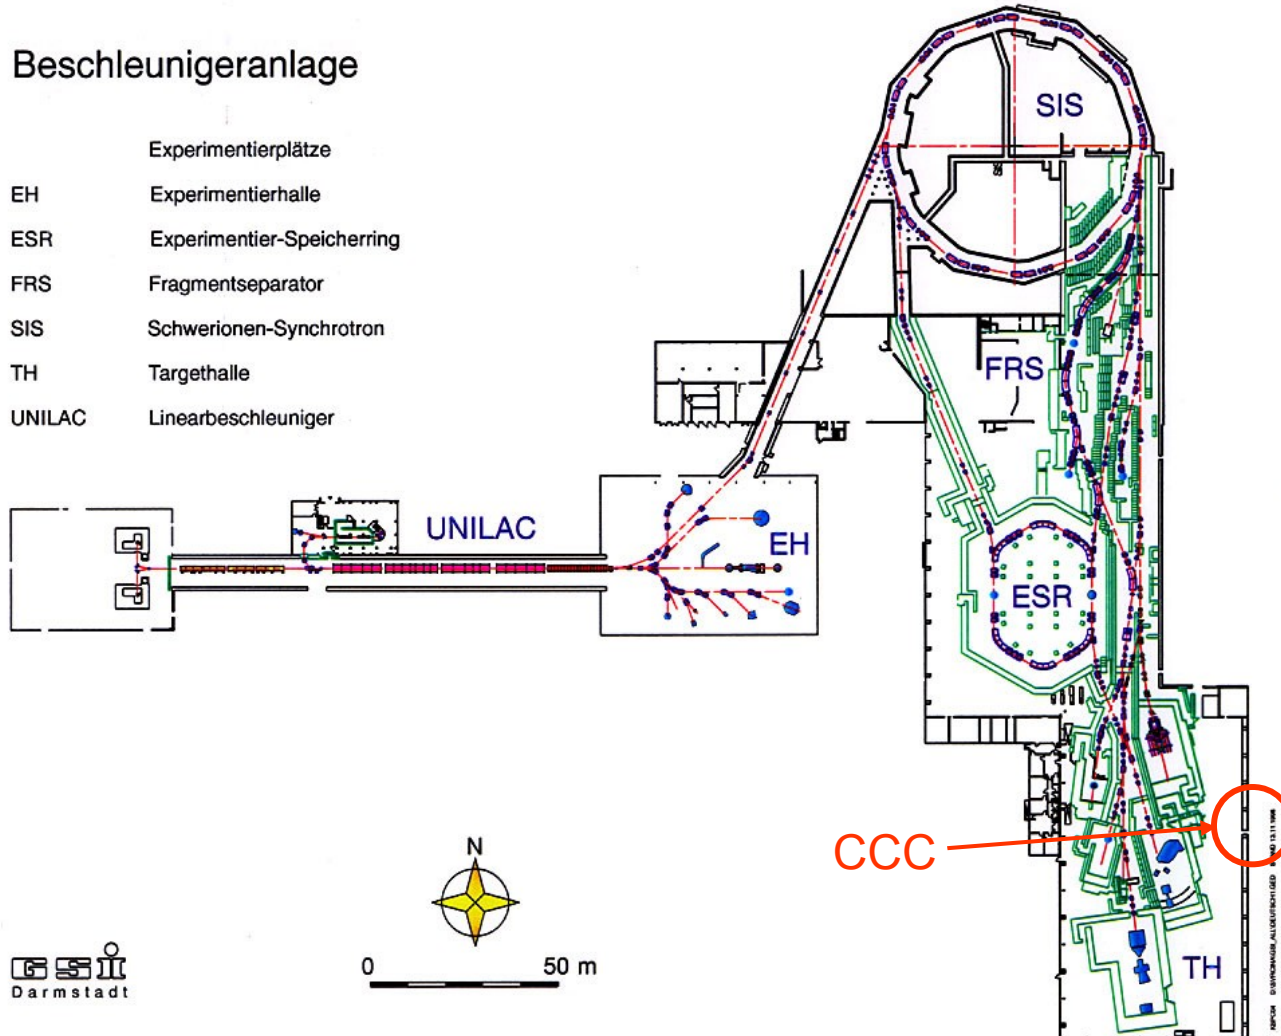 Beschleunigeranlage
Experimentierplätze
EH Experimentierhalle
ESR Experimentier-Speicherring
FRS Fragmentseparator
SIS Schwerionen-Synchrotron
TH Targethalle
UNILAC Linearbeschleuniger
SIS
FRS
UNILAC
EH
ESR
CCC
N
0 50 m
TH
GSI
Darmstadt